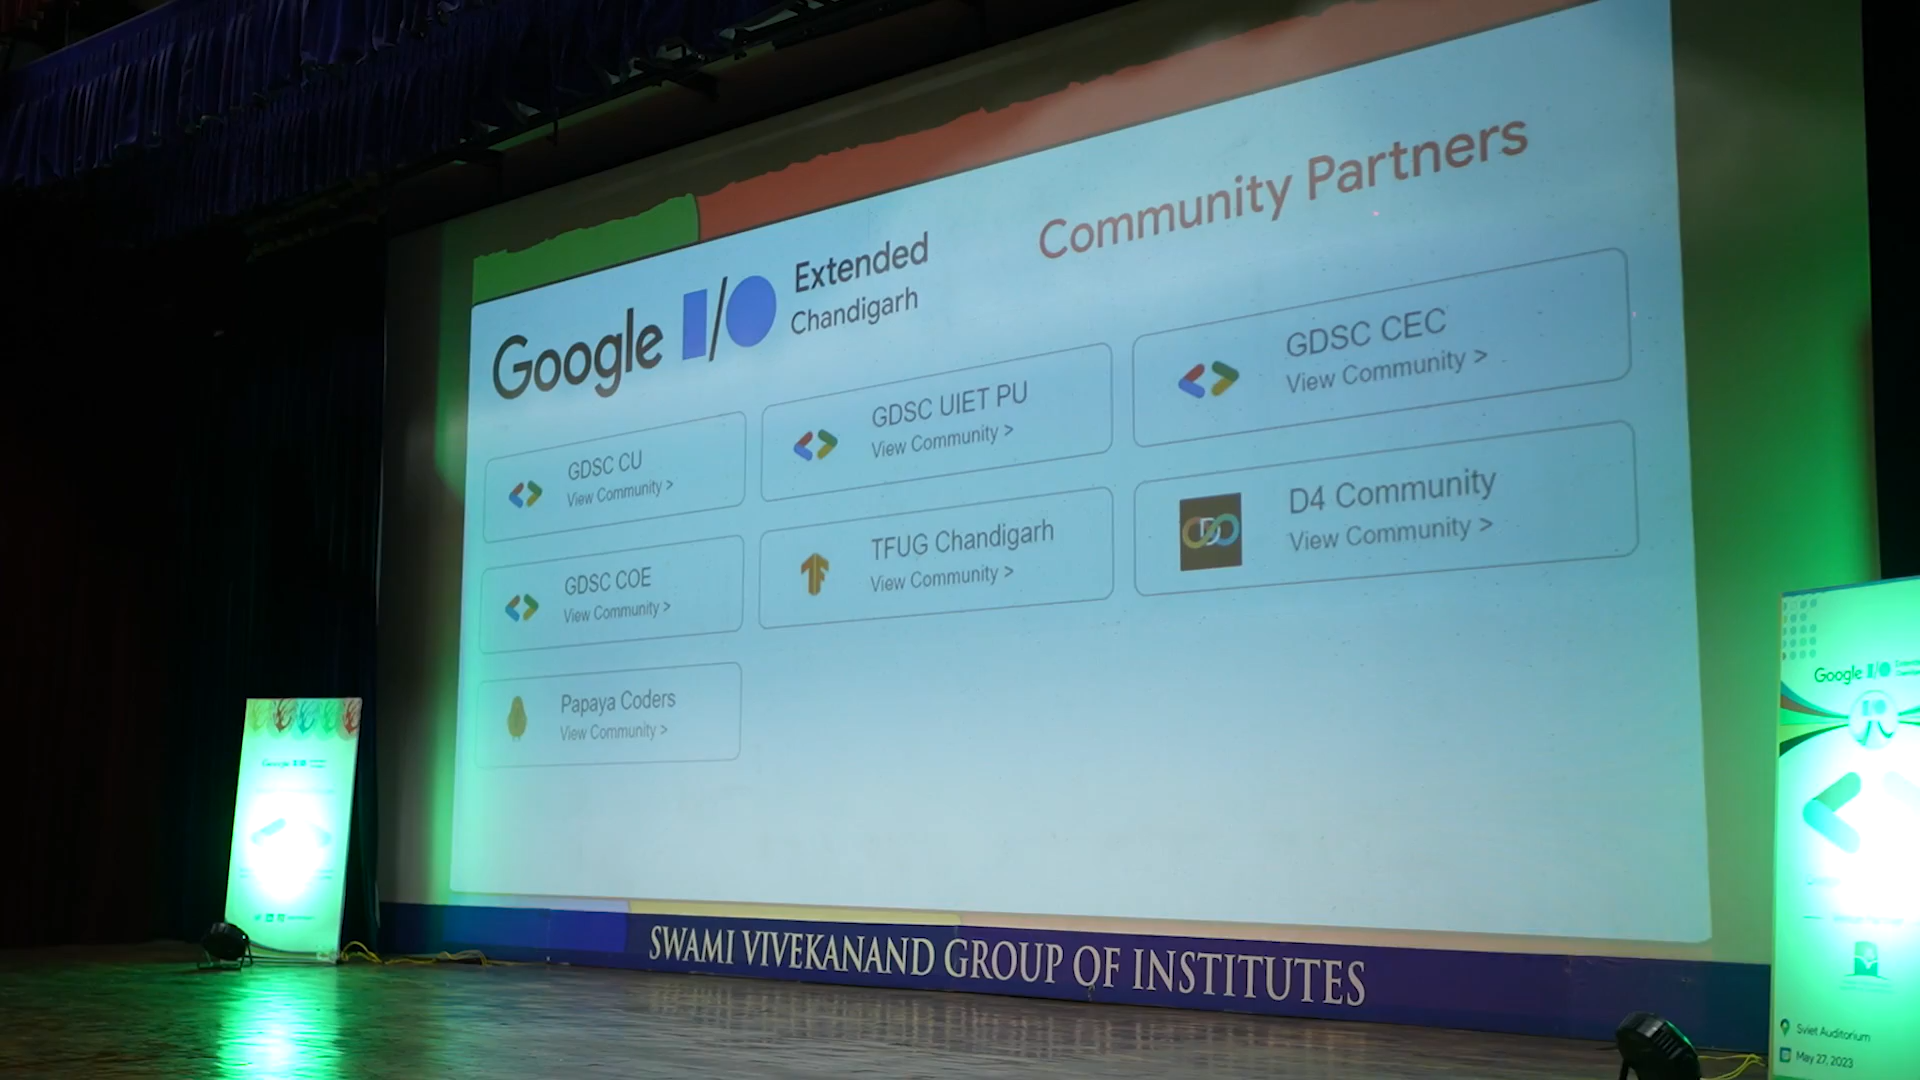 Google I/O Extended
Chandigarh
Community Partners
GDSC CU
View Community >
GDSC UIET PU
View Community >
GDSC CEC
View Community >
GDSC COE
View Community >
TFUG Chandigarh
View Community >
D4 Community
View Community >
Papaya Coders
View Community >
SWAMI VIVEKANAND GROUP OF INSTITUTES
Google I/O
Google I/O
Sviet Auditorium
May 27, 2023